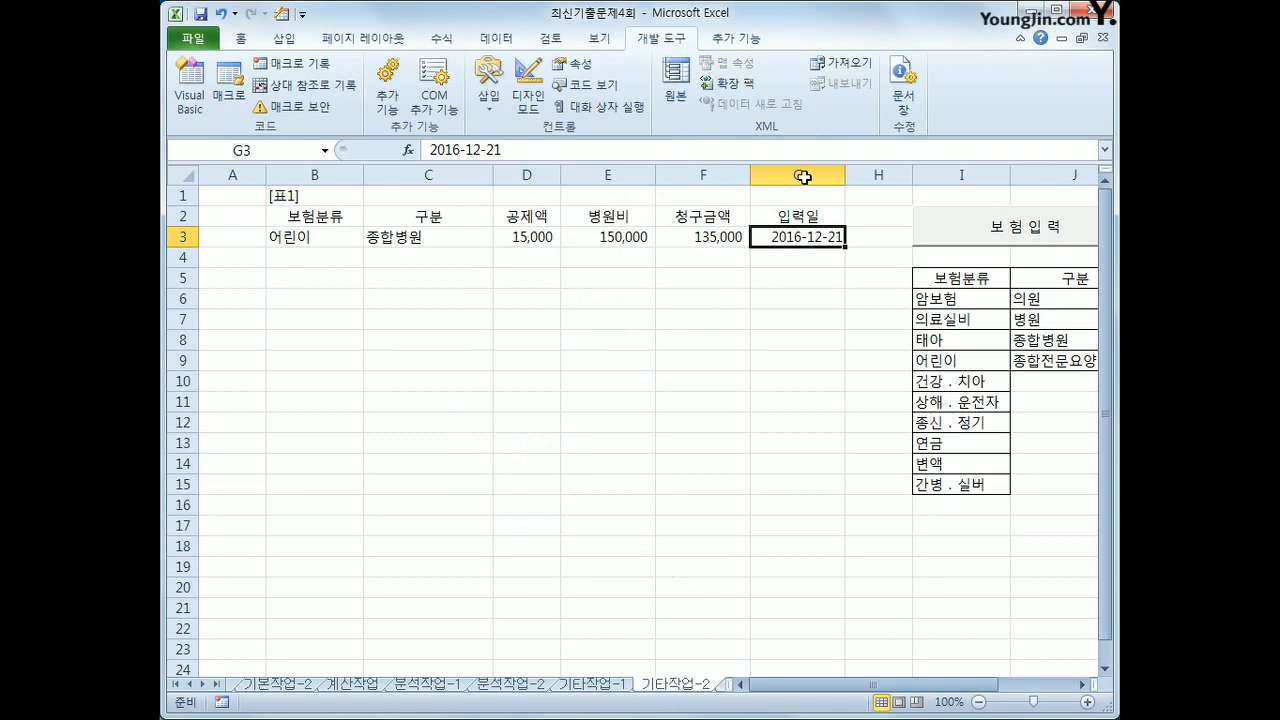 최신기출문제4회 - Microsoft Excel
YoungJin.com Y.
파일 홈 삽입 페이지 레이아웃 수식 데이터 검토 보기 개발 도구 추가 기능
Visual Basic
매크로
매크로 기록
상대 참조로 기록
매크로 보안
코드
추가 기능
COM 추가 기능
추가 기능
삽입
디자인 모드
속성
코드 보기
대화 상자 실행
컨트롤
원본
맵 속성
확장 팩
데이터 새로 고침
가져오기
내보내기
XML
문서 창
수정
G3 fx 2016-12-21
A B C D E F G H I J
1 [표1]
2 보험분류 구분 공제액 병원비 청구금액 입력일
보 험 입 력
3 어린이 종합병원 15,000 150,000 135,000 2016-12-21
4
5 보험분류 구분
6 암보험 의원
7 의료실비 병원
8 태아 종합병원
9 어린이 종합전문요양
10 건강 . 치아
11 상해 . 운전자
12 종신 . 정기
13 연금
14 변액
15 간병 . 실버
16
17
18
19
20
21
22
23
24
기본작업-2 계산작업 분석작업-1 분석작업-2 기타작업-1 기타작업-2
준비 100%